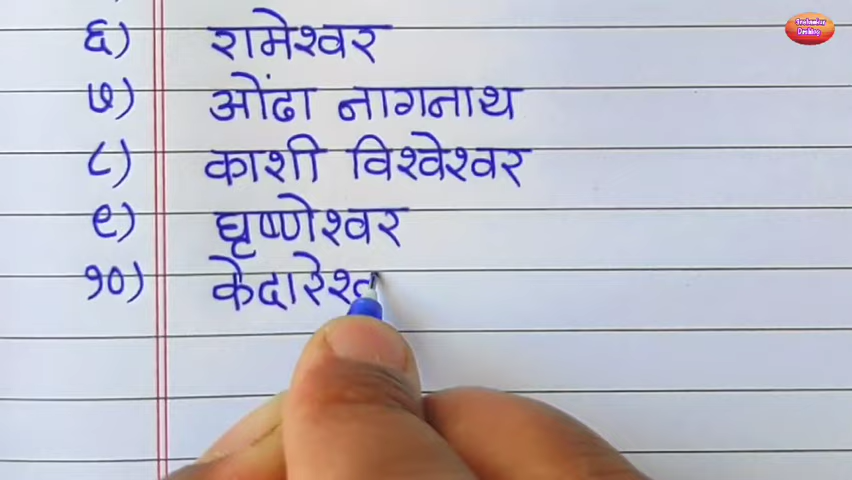 ६) रामेश्वर
७) ओंढा नागनाथ
८) काशी विश्वेश्वर
९) घृष्णेश्वर
१०) केदारेश्व